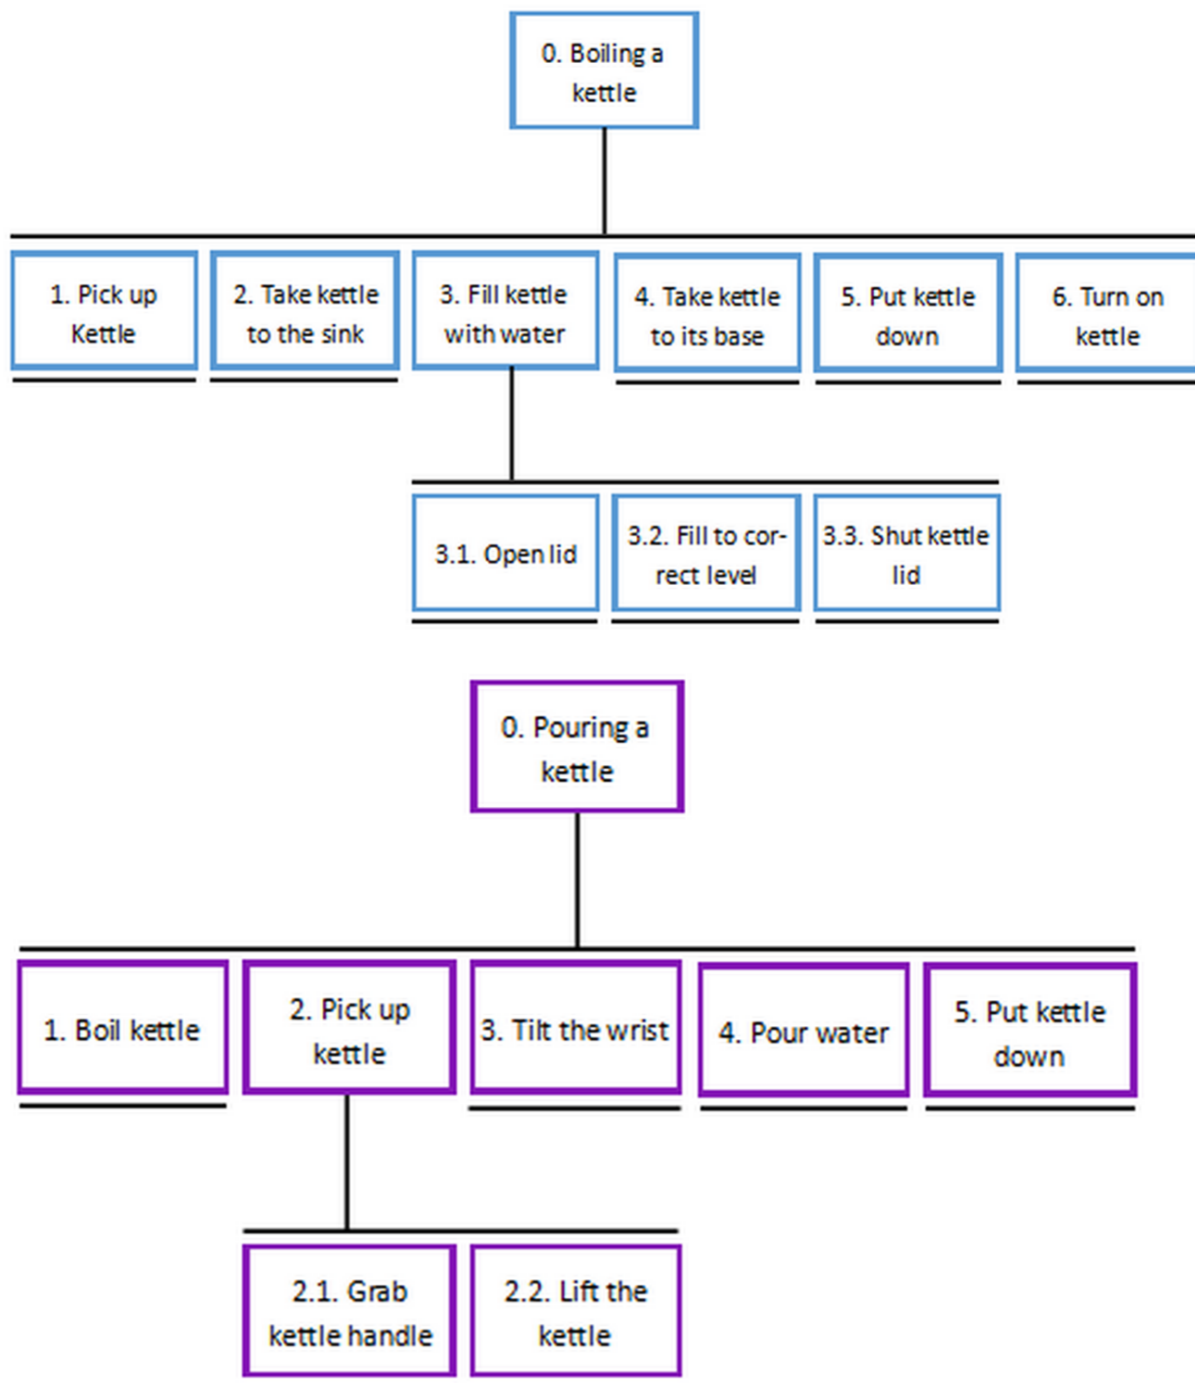 0. Boiling a
kettle
1. Pick up
Kettle
2. Take kettle
to the sink
3. Fill kettle
with water
4. Take kettle
to its base
5. Put kettle
down
6. Turn on
kettle
3.1. Open lid
3.2. Fill to cor-
rect level
3.3. Shut kettle
lid
0. Pouring a
kettle
1. Boil kettle
2. Pick up
kettle
3. Tilt the wrist
4. Pour water
5. Put kettle
down
2.1. Grab
kettle handle
2.2. Lift the
kettle